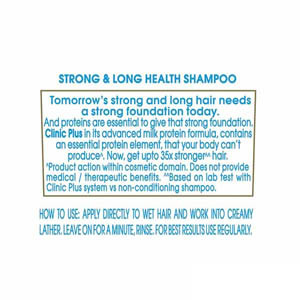 STRONG & LONG HEALTH SHAMPOO
Tomorrow's strong and long hair needs
a strong foundation today.
And proteins are essential to give that strong foundation.
Clinic Plus in its advanced milk protein formula, contains
an essential protein element, that your body can't
produce^. Now, get upto 35x stronger^^ hair.
^Product action within cosmetic domain. Does not provide
medical / therapeutic benefits. ^^Based on lab test with
Clinic Plus system vs non-conditioning shampoo.
HOW TO USE: APPLY DIRECTLY TO WET HAIR AND WORK INTO CREAMY
LATHER. LEAVE ON FOR A MINUTE, RINSE. FOR BEST RESULTS USE REGULARLY.